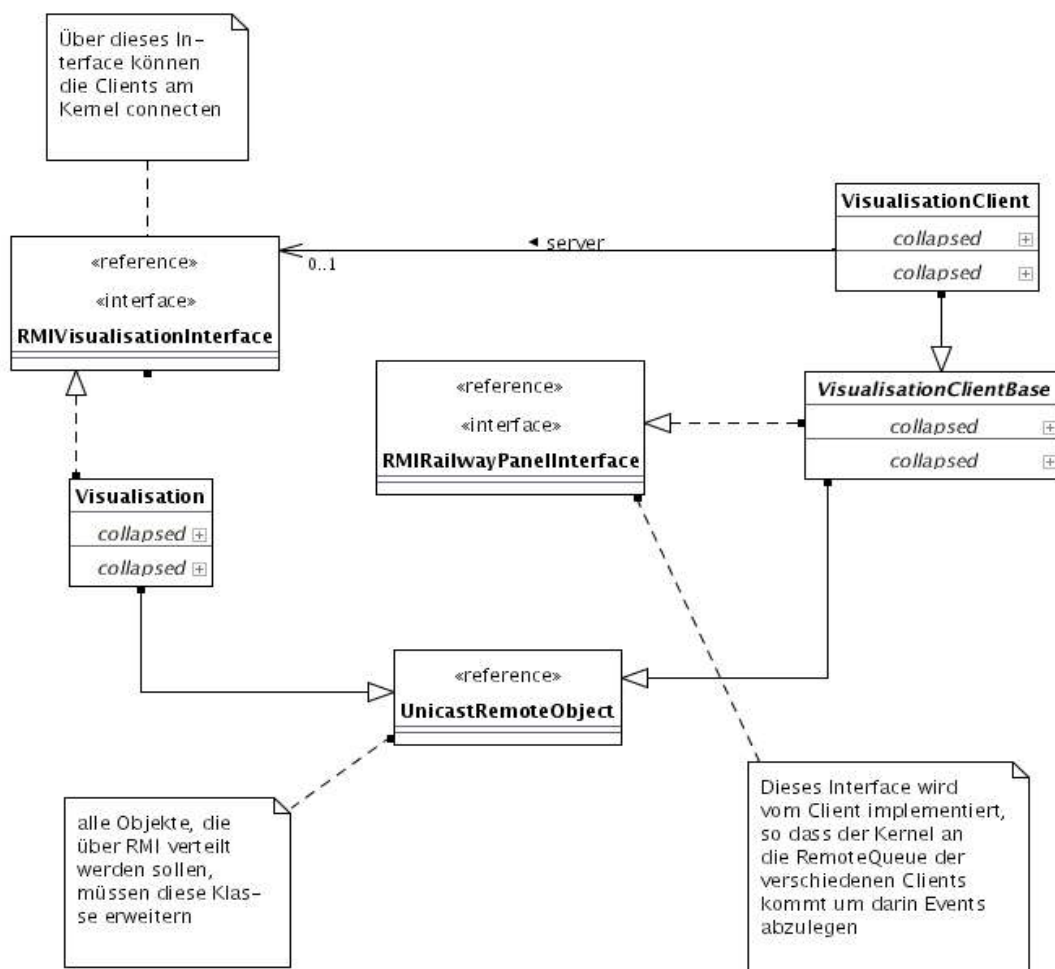 Über dieses In–
terface können
die Clients am
Kernel connecten
VisualisationClient
collapsed
collapsed
◄ server
0..1
«reference»
«interface»
RMIVisualisationInterface
«reference»
«interface»
RMIRailwayPanelInterface
VisualisationClientBase
collapsed
collapsed
Visualisation
collapsed
collapsed
«reference»
UnicastRemoteObject
alle Objekte, die
über RMI verteilt
werden sollen,
müssen diese Klas–
se erweitern
Dieses Interface wird
vom Client implementiert,
so dass der Kernel an
die RemoteQueue der
verschiedenen Clients
kommt um darin Events
abzulegen